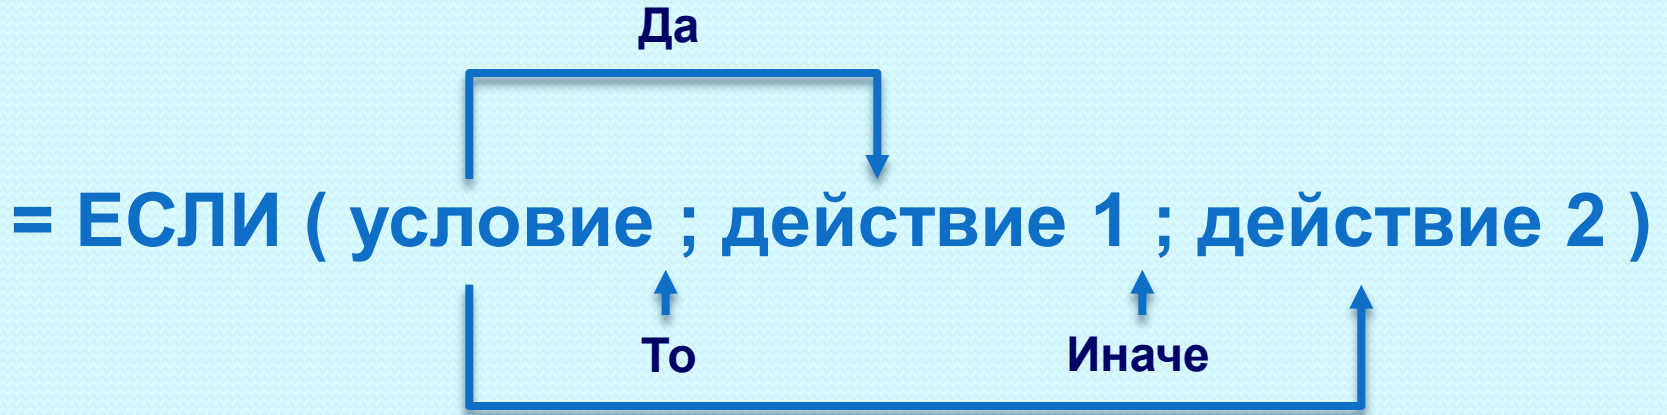 Да
= ЕСЛИ ( условие ; действие 1 ; действие 2 )
То Иначе